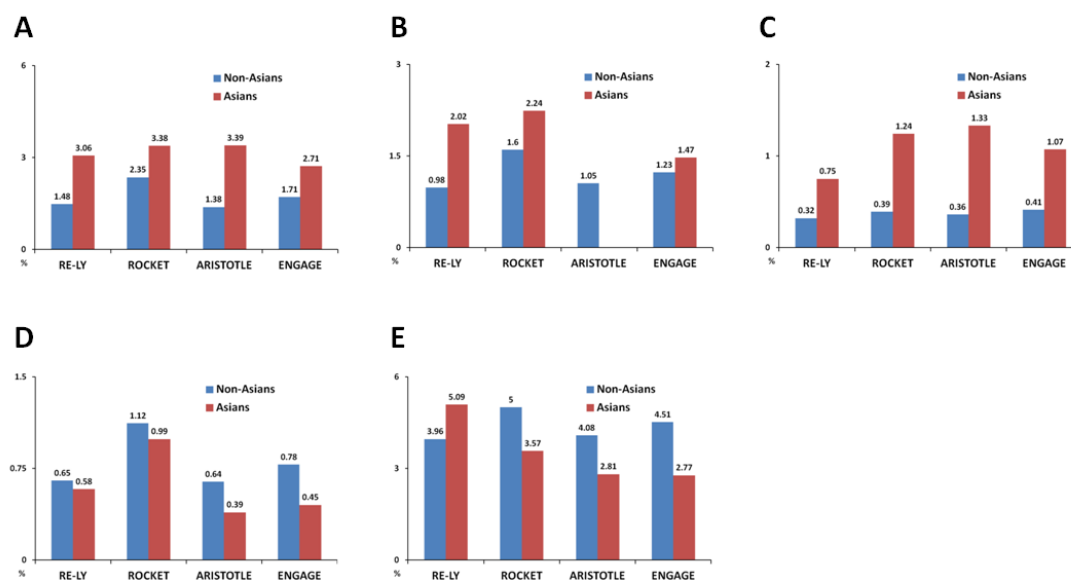 A
6
Non-Asians
Asians
3.06
3.38
3.39
2.71
3
2.35
1.48
1.38
1.71
0
%
RE-LY ROCKET ARISTOTLE ENGAGE
B
3
Non-Asians
Asians
2.02
2.24
1.5
1.6
1.47
0.98
1.05
1.23
0
%
RE-LY ROCKET ARISTOTLE ENGAGE
C
2
Non-Asians
Asians
1.24
1.33
1.07
1
0.75
0.32
0.39
0.36
0.41
0
%
RE-LY ROCKET ARISTOTLE ENGAGE
D
1.5
Non-Asians
Asians
1.12
0.99
0.75
0.65
0.58
0.64
0.39
0.78
0.45
0
%
RE-LY ROCKET ARISTOTLE ENGAGE
E
6
Non-Asians
Asians
5.09
5
3.96
3.57
4.08
4.51
3
2.81
2.77
0
%
RE-LY ROCKET ARISTOTLE ENGAGE